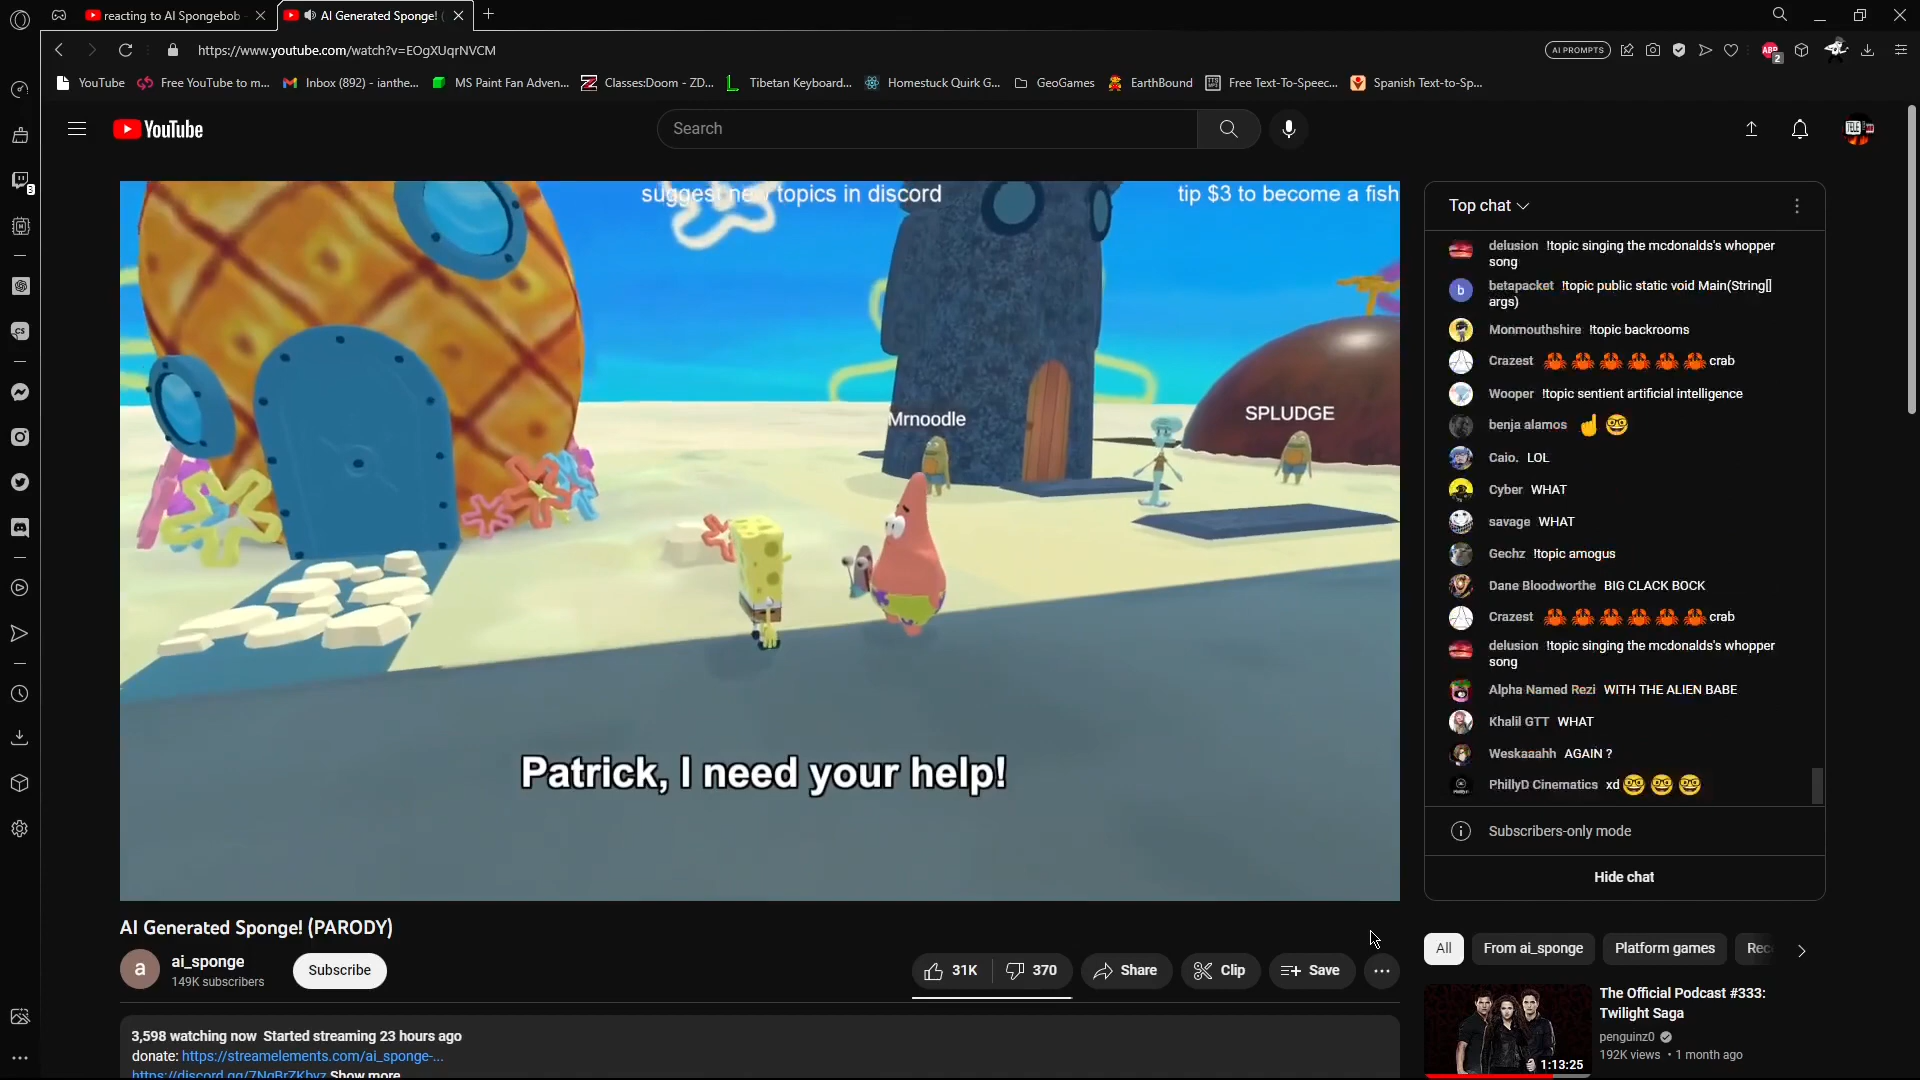 reacting to AI Spongebob
AI Generated Sponge! (
https://www.youtube.com/watch?v=EOgXUqrNVCM
AI PROMPTS
2
YouTube
Free YouTube to m...
Inbox (892) - ianthe...
MS Paint Fan Adven...
Classes:Doom - ZD...
Tibetan Keyboard...
Homestuck Quirk G...
GeoGames
EarthBound
Free Text-To-Speec...
Spanish Text-to-Sp...
YouTube
Search
suggest new topics in discord
tip $3 to become a fish
Mrnoodle
SPLUDGE
Patrick, I need your help!
Top chat
delusion !topic singing the mcdonalds's whopper
song
b
betapacket !topic public static void Main(String[]
args)
Monmouthshire !topic backrooms
Crazest 🦀🦀🦀🦀🦀🦀 crab
Wooper !topic sentient artificial intelligence
benja alamos ☝️🤓
Caio. LOL
Cyber WHAT
savage WHAT
Gechz !topic amogus
Dane Bloodworthe BIG CLACK BOCK
Crazest 🦀🦀🦀🦀🦀🦀 crab
delusion !topic singing the mcdonalds's whopper
song
Alpha Named Rezi WITH THE ALIEN BABE
Khalil GTT WHAT
Weskaaahh AGAIN ?
PhillyD Cinematics xd 🤓🤓🤓
Subscribers-only mode
Hide chat
AI Generated Sponge! (PARODY)
a
ai_sponge
149K subscribers
Subscribe
31K
370
Share
Clip
Save
3,598 watching now Started streaming 23 hours ago
donate: https://streamelements.com/ai_sponge-...
https://discord.gg/7NgBrZKbyz Show more
All
From ai_sponge
Platform games
Rec
The Official Podcast #333:
Twilight Saga
penguinz0
192K views • 1 month ago
1:13:25